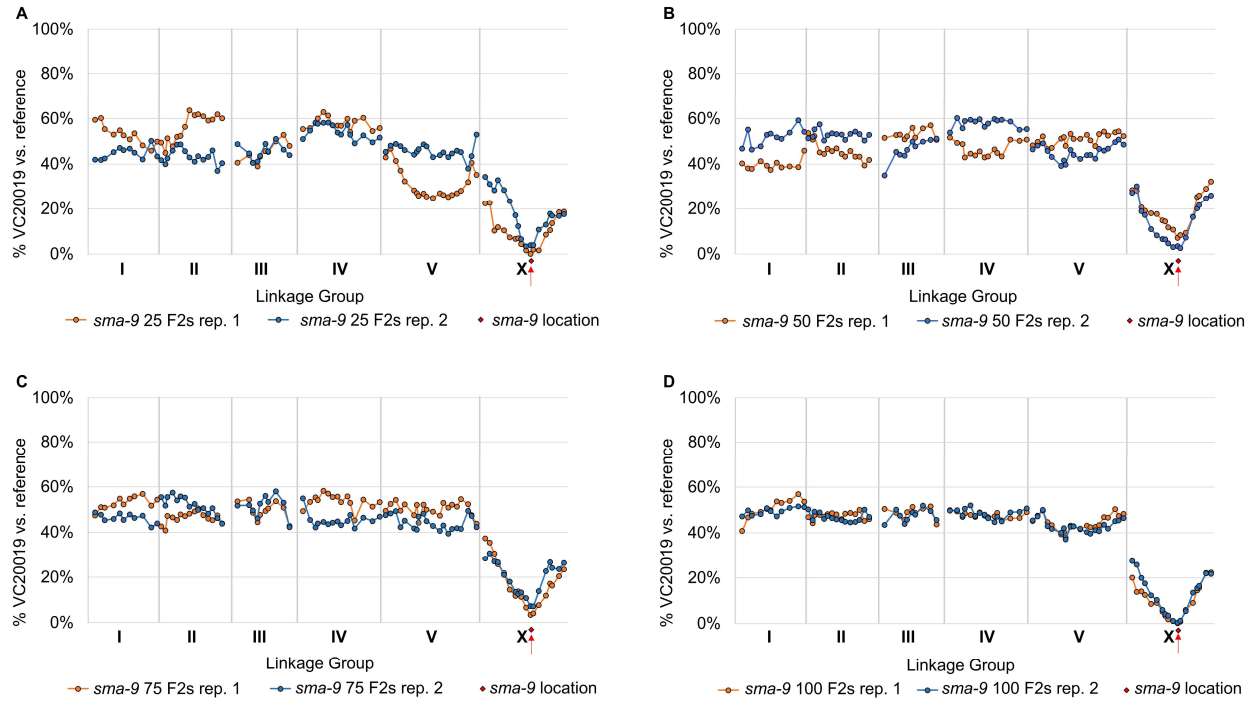 A
100%
80%
60%
40%
20%
0%
% VC20019 vs. reference
I II III IV V X
Linkage Group
sma-9 25 F2s rep. 1 sma-9 25 F2s rep. 2 sma-9 location
B
100%
80%
60%
40%
20%
0%
% VC20019 vs. reference
I II III IV V X
Linkage Group
sma-9 50 F2s rep. 1 sma-9 50 F2s rep. 2 sma-9 location
C
100%
80%
60%
40%
20%
0%
% VC20019 vs. reference
I II III IV V X
Linkage Group
sma-9 75 F2s rep. 1 sma-9 75 F2s rep. 2 sma-9 location
D
100%
80%
60%
40%
20%
0%
% VC20019 vs. reference
I II III IV V X
Linkage Group
sma-9 100 F2s rep. 1 sma-9 100 F2s rep. 2 sma-9 location